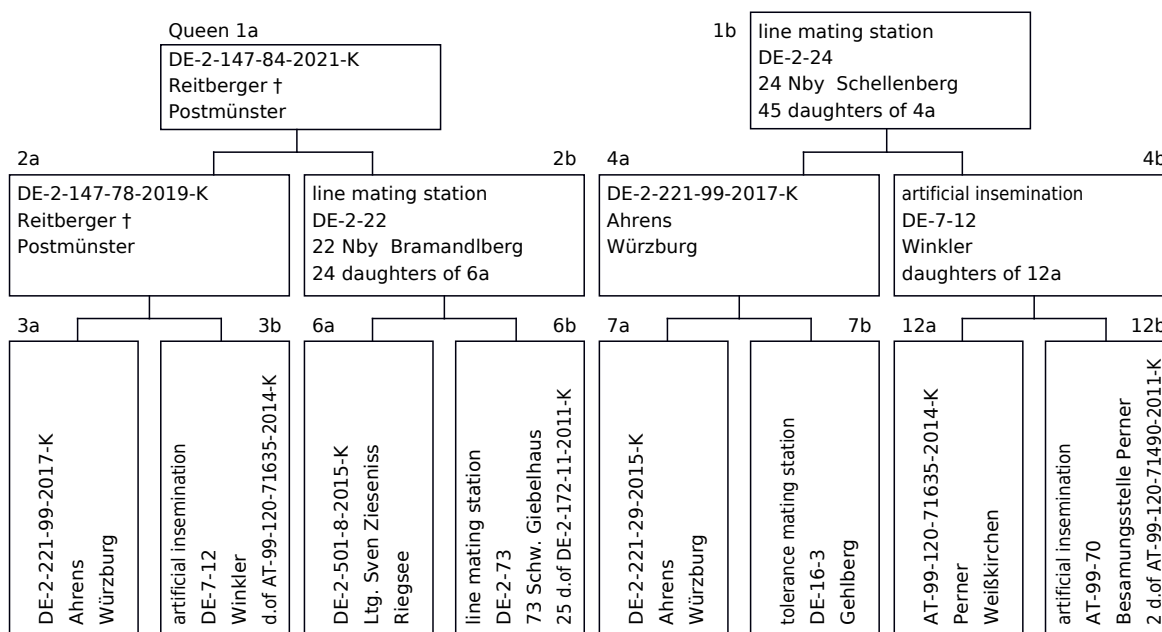 Queen 1a
DE-2-147-84-2021-K
Reitberger †
Postmünster
1b
line mating station
DE-2-24
24 Nby  Schellenberg
45 daughters of 4a
2a
DE-2-147-78-2019-K
Reitberger †
Postmünster
2b
line mating station
DE-2-22
22 Nby  Bramandlberg
24 daughters of 6a
4a
DE-2-221-99-2017-K
Ahrens
Würzburg
4b
artificial insemination
DE-7-12
Winkler
daughters of 12a
3a
DE-2-221-99-2017-K
Ahrens
Würzburg
3b
artificial insemination
DE-7-12
Winkler
d.of AT-99-120-71635-2014-K
6a
DE-2-501-8-2015-K
Ltg. Sven Zieseniss
Riegsee
6b
line mating station
DE-2-73
73 Schw. Giebelhaus
25 d.of DE-2-172-11-2011-K
7a
DE-2-221-29-2015-K
Ahrens
Würzburg
7b
tolerance mating station
DE-16-3
Gehlberg
12a
AT-99-120-71635-2014-K
Perner
Weißkirchen
12b
artificial insemination
AT-99-70
Besamungsstelle Perner
2 d.of AT-99-120-71490-2011-K